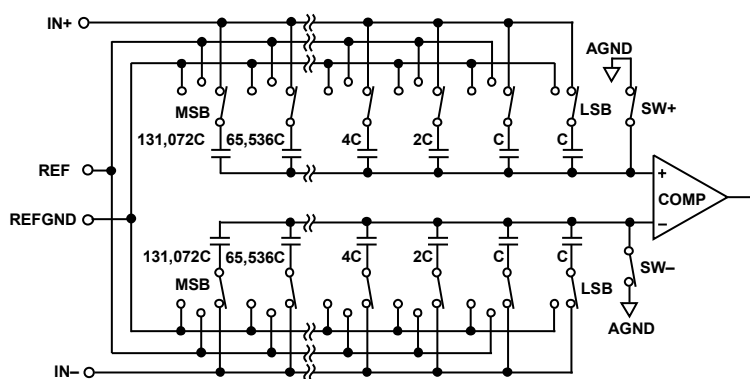 IN+
AGND
MSB
LSB
SW+
131,072C
65,536C
4C
2C
C
C
REF
+
COMP
REFGND
–
131,072C
65,536C
4C
2C
C
C
MSB
LSB
SW–
AGND
IN–